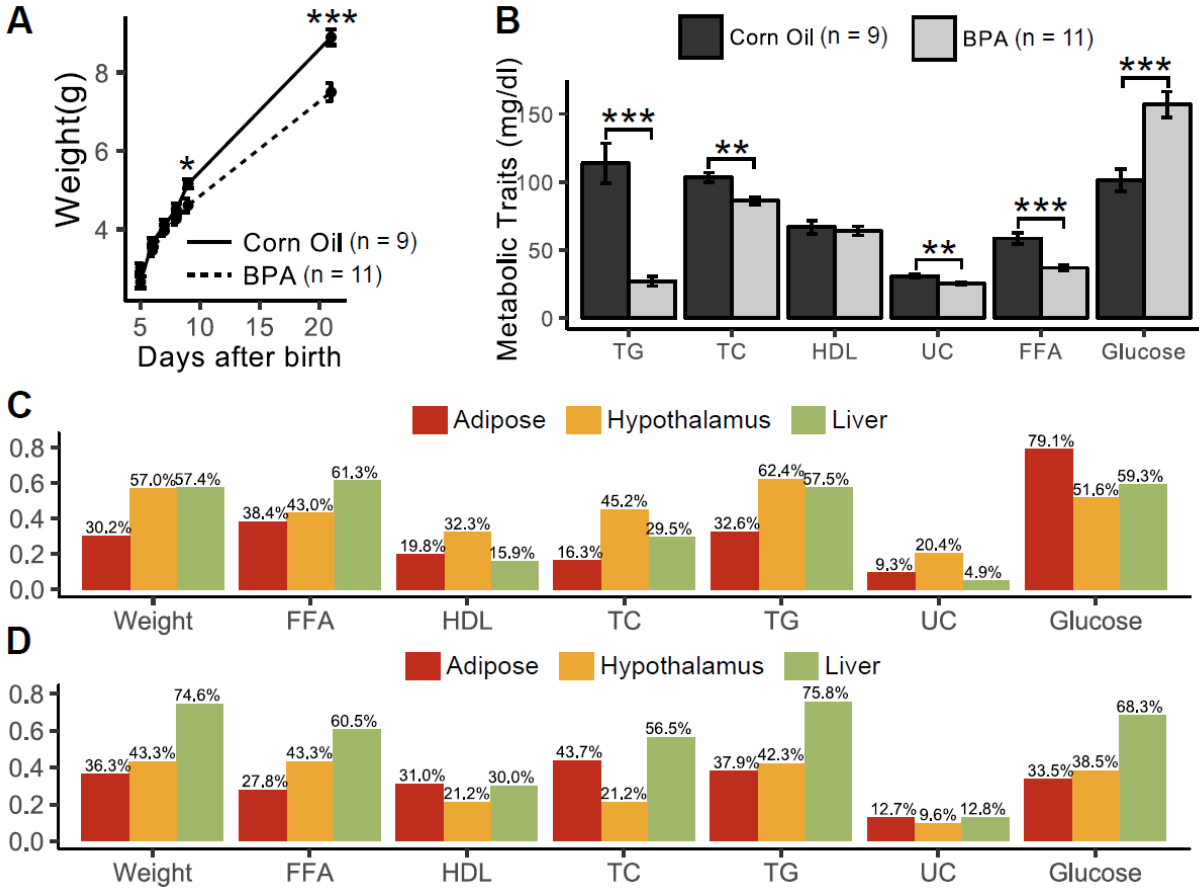 A
***
Weight(g)
8
6
4
*
Corn Oil (n = 9)
BPA (n = 11)
5 10 15 20
Days after birth
B
Corn Oil (n = 9) BPA (n = 11)
Metabolic Traits (mg/dl)
150
100
50
0
*** ** ** *** ***
TG TC HDL UC FFA Glucose
C
Adipose Hypothalamus Liver
0.8
0.6
0.4
0.2
0.0
30.2% 57.0% 57.4% 38.4% 43.0% 61.3% 19.8% 32.3% 15.9% 16.3% 45.2% 29.5% 32.6% 62.4% 57.5% 9.3% 20.4% 4.9% 79.1% 51.6% 59.3%
Weight FFA HDL TC TG UC Glucose
D
Adipose Hypothalamus Liver
0.8
0.6
0.4
0.2
0.0
36.3% 43.3% 74.6% 27.8% 43.3% 60.5% 31.0% 21.2% 30.0% 43.7% 21.2% 56.5% 37.9% 42.3% 75.8% 12.7% 9.6% 12.8% 33.5% 38.5% 68.3%
Weight FFA HDL TC TG UC Glucose